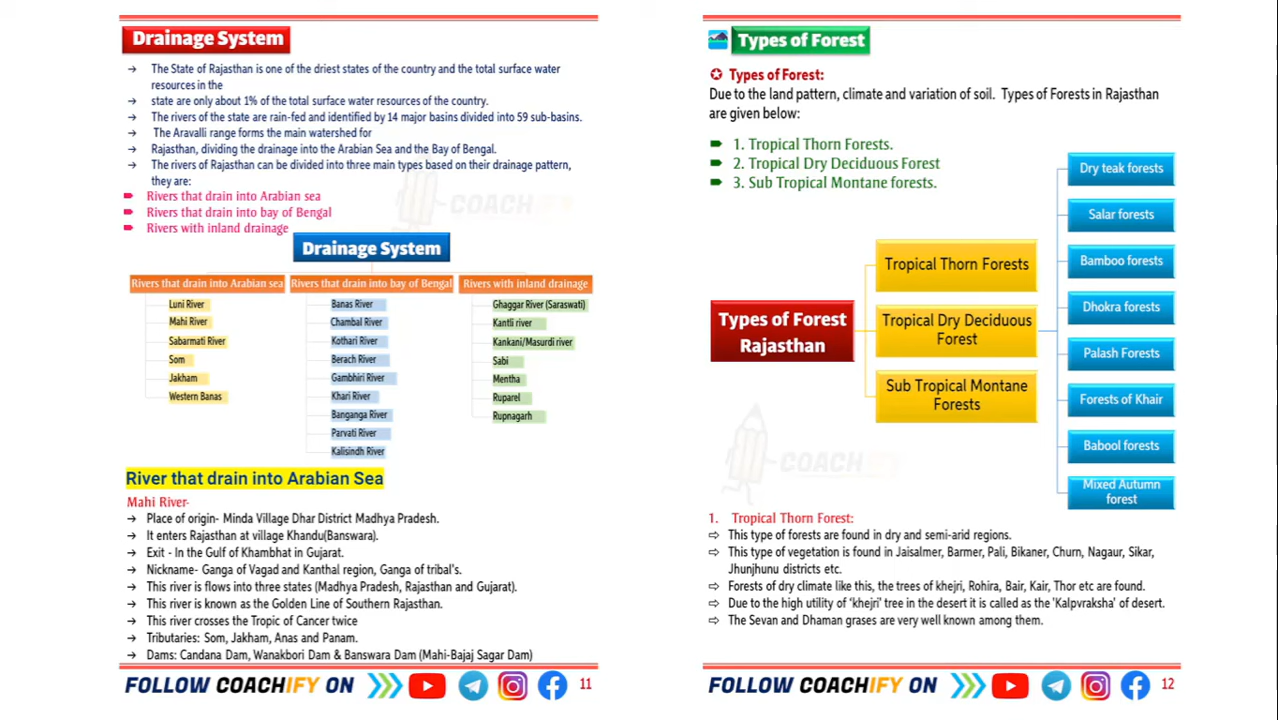 Drainage System
The State of Rajasthan is one of the driest states of the country and the total surface water
resources in the
state are only about 1% of the total surface water resources of the country.
The rivers of the state are rain-fed and identified by 14 major basins divided into 59 sub-basins.
The Aravalli range forms the main watershed for
Rajasthan, dividing the drainage into the Arabian Sea and the Bay of Bengal.
The rivers of Rajasthan can be divided into three main types based on their drainage pattern,
they are:
Rivers that drain into Arabian sea
Rivers that drain into bay of Bengal
Rivers with inland drainage
COACHIFY
Drainage System
Rivers that drain into Arabian sea
Luni River
Mahi River
Sabarmati River
Som
Jakham
Western Banas
Rivers that drain into bay of Bengal
Banas River
Chambal River
Kothari River
Berach River
Gambhiri River
Khari River
Banganga River
Parvati River
Kalisindh River
Rivers with inland drainage
Ghaggar River (Saraswati)
Kantli river
Kankani/Masurdi river
Sabi
Mentha
Ruparel
Rupnagarh
River that drain into Arabian Sea
Mahi River-
Place of origin- Minda Village Dhar District Madhya Pradesh.
It enters Rajasthan at village Khandu(Banswara).
Exit - In the Gulf of Khambhat in Gujarat.
Nickname- Ganga of Vagad and Kanthal region, Ganga of tribal's.
This river is flows into three states (Madhya Pradesh, Rajasthan and Gujarat).
This river is known as the Golden Line of Southern Rajasthan.
This river crosses the Tropic of Cancer twice
Tributaries: Som, Jakham, Anas and Panam.
Dams: Candana Dam, Wanakbori Dam & Banswara Dam (Mahi-Bajaj Sagar Dam)
FOLLOW COACHIFY ON
11
Types of Forest
Types of Forest:
Due to the land pattern, climate and variation of soil. Types of Forests in Rajasthan
are given below:
1. Tropical Thorn Forests.
2. Tropical Dry Deciduous Forest
3. Sub Tropical Montane forests.
Types of Forest
Rajasthan
Tropical Thorn Forests
Tropical Dry Deciduous
Forest
Sub Tropical Montane
Forests
Dry teak forests
Salar forests
Bamboo forests
Dhokra forests
Palash Forests
Forests of Khair
Babool forests
Mixed Autumn
forest
COACHIFY
1. Tropical Thorn Forest:
This type of forests are found in dry and semi-arid regions.
This type of vegetation is found in Jaisalmer, Barmer, Pali, Bikaner, Churn, Nagaur, Sikar,
Jhunjhunu districts etc.
Forests of dry climate like this, the trees of khejri, Rohira, Bair, Kair, Thor etc are found.
Due to the high utility of 'khejri' tree in the desert it is called as the 'Kalpvraksha' of desert.
The Sevan and Dhaman grases are very well known among them.
FOLLOW COACHIFY ON
12